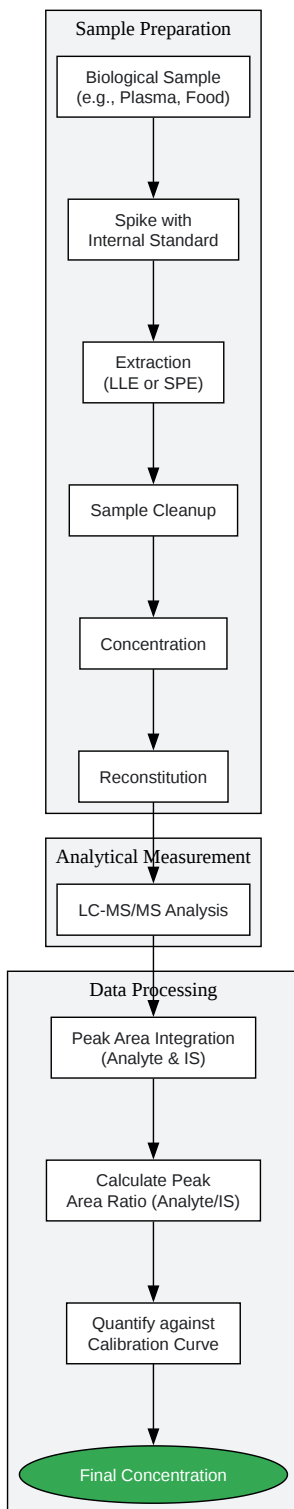 Sample Preparation
Biological Sample
(e.g., Plasma, Food)
Spike with
Internal Standard
Extraction
(LLE or SPE)
Sample Cleanup
Concentration
Reconstitution
Analytical Measurement
LC-MS/MS Analysis
Data Processing
Peak Area Integration
(Analyte & IS)
Calculate Peak
Area Ratio (Analyte/IS)
Quantify against
Calibration Curve
Final Concentration